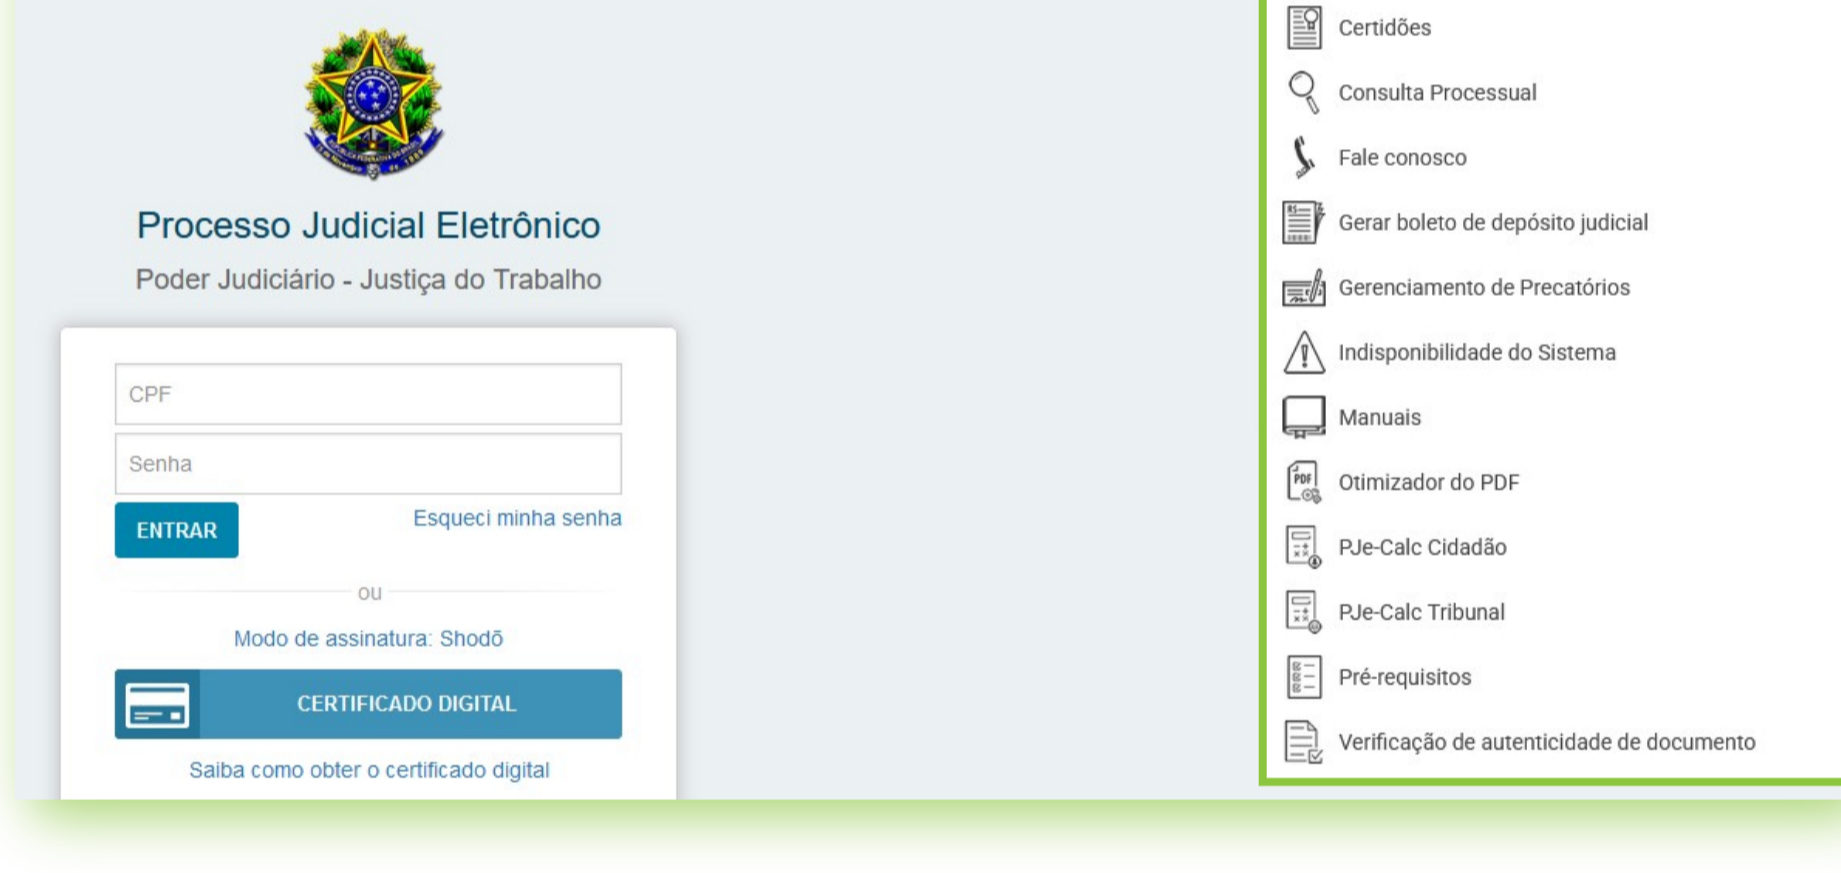 Processo Judicial Eletrônico
Poder Judiciário - Justiça do Trabalho
CPF
Senha
ENTRAR
Esqueci minha senha
ou
Modo de assinatura: Shodō
CERTIFICADO DIGITAL
Saiba como obter o certificado digital
Certidões
Consulta Processual
Fale conosco
Gerar boleto de depósito judicial
Gerenciamento de Precatórios
Indisponibilidade do Sistema
Manuais
PDF
Otimizador do PDF
PJe-Calc Cidadão
PJe-Calc Tribunal
Pré-requisitos
Verificação de autenticidade de documento